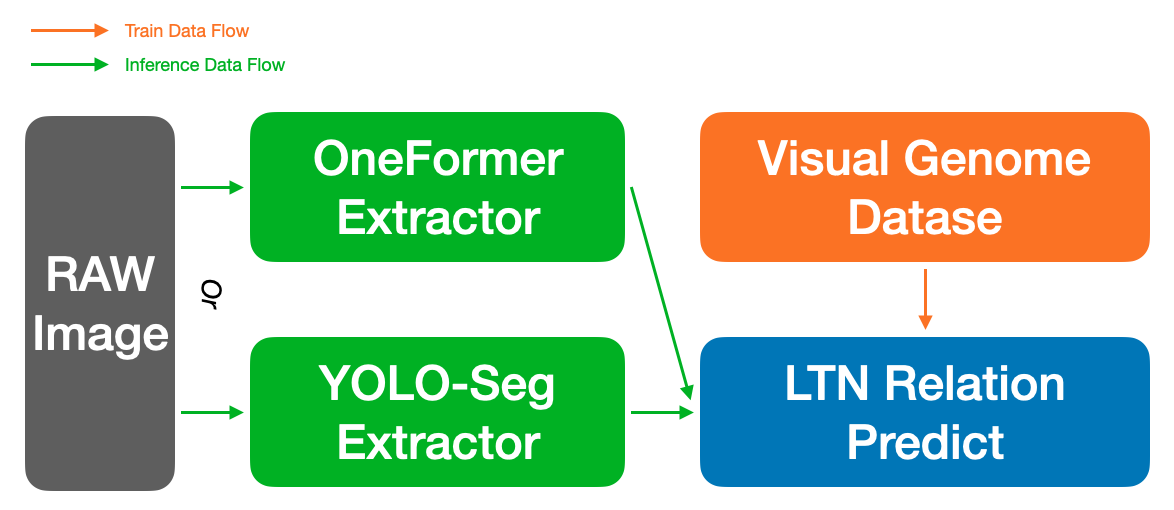 Train Data Flow
Inference Data Flow
RAW
Image
Or
OneFormer
Extractor
YOLO-Seg
Extractor
Visual Genome
Datase
LTN Relation
Predict